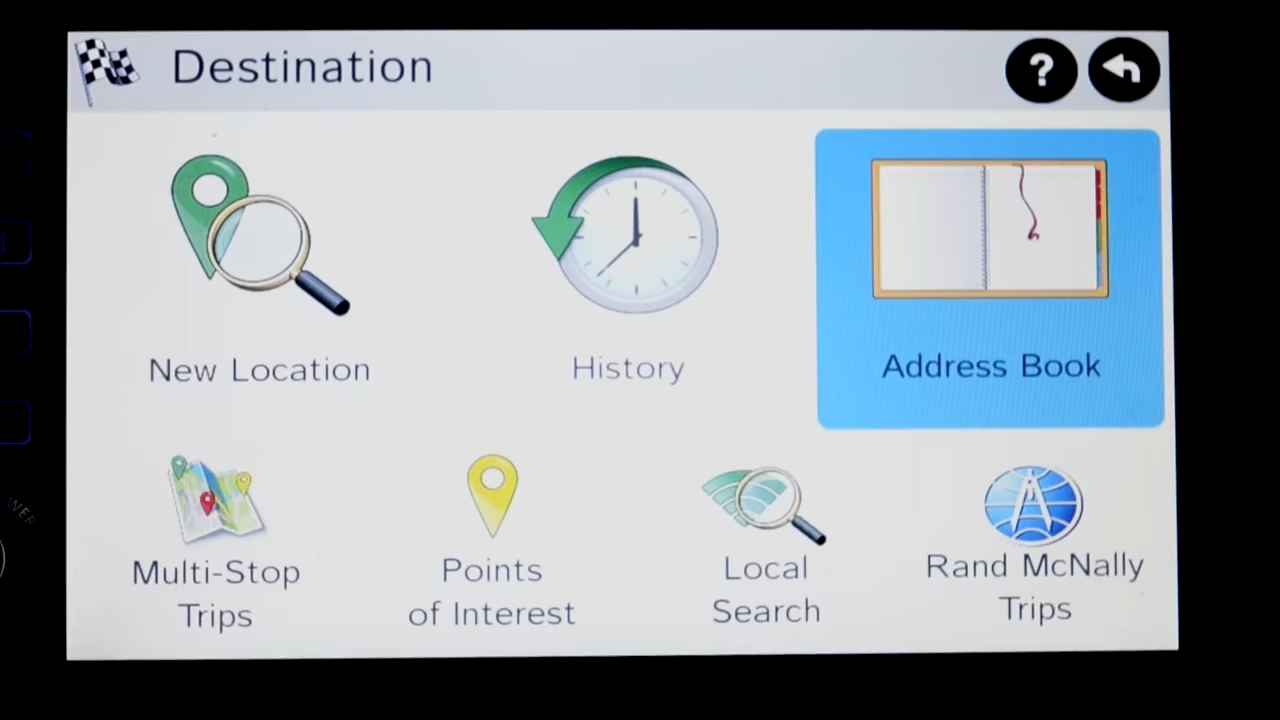 Destination
?
New Location
History
Address Book
Multi-Stop
Trips
Points
of Interest
Local
Search
Rand McNally
Trips